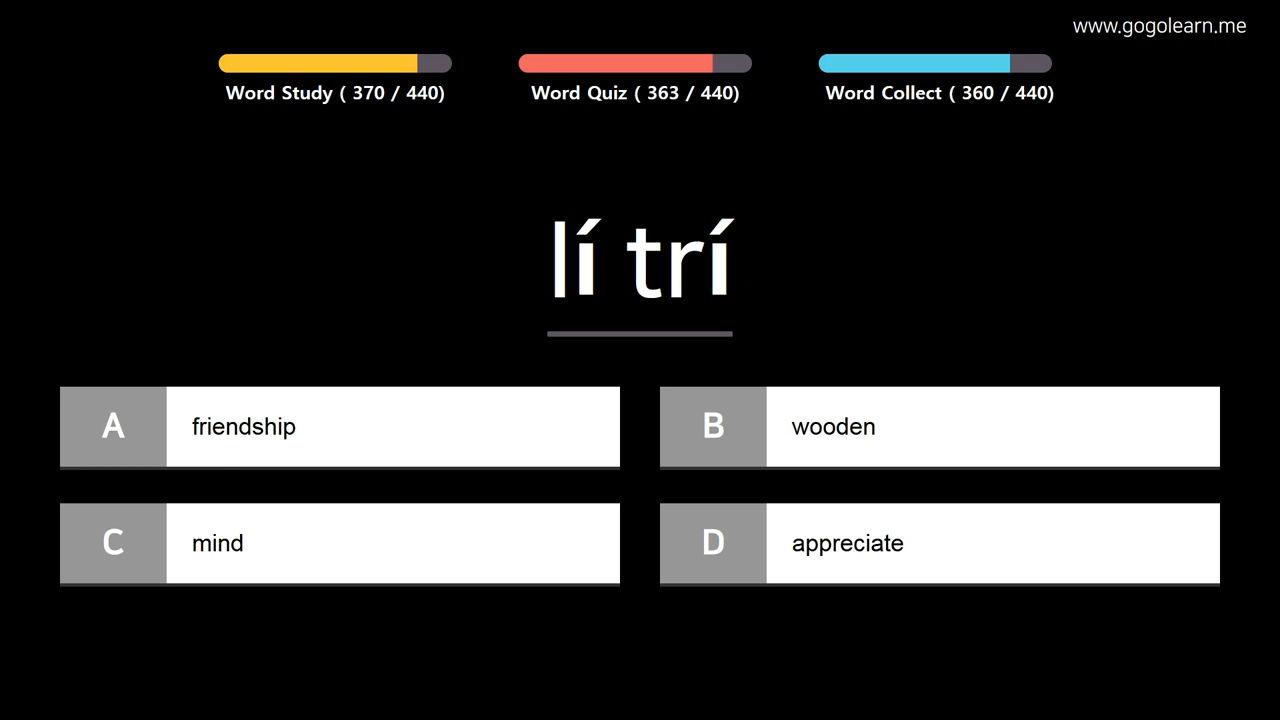 www.gogolearn.me
Word Study ( 370 / 440)
Word Quiz ( 363 / 440)
Word Collect ( 360 / 440)
lí trí
A friendship
B wooden
C mind
D appreciate